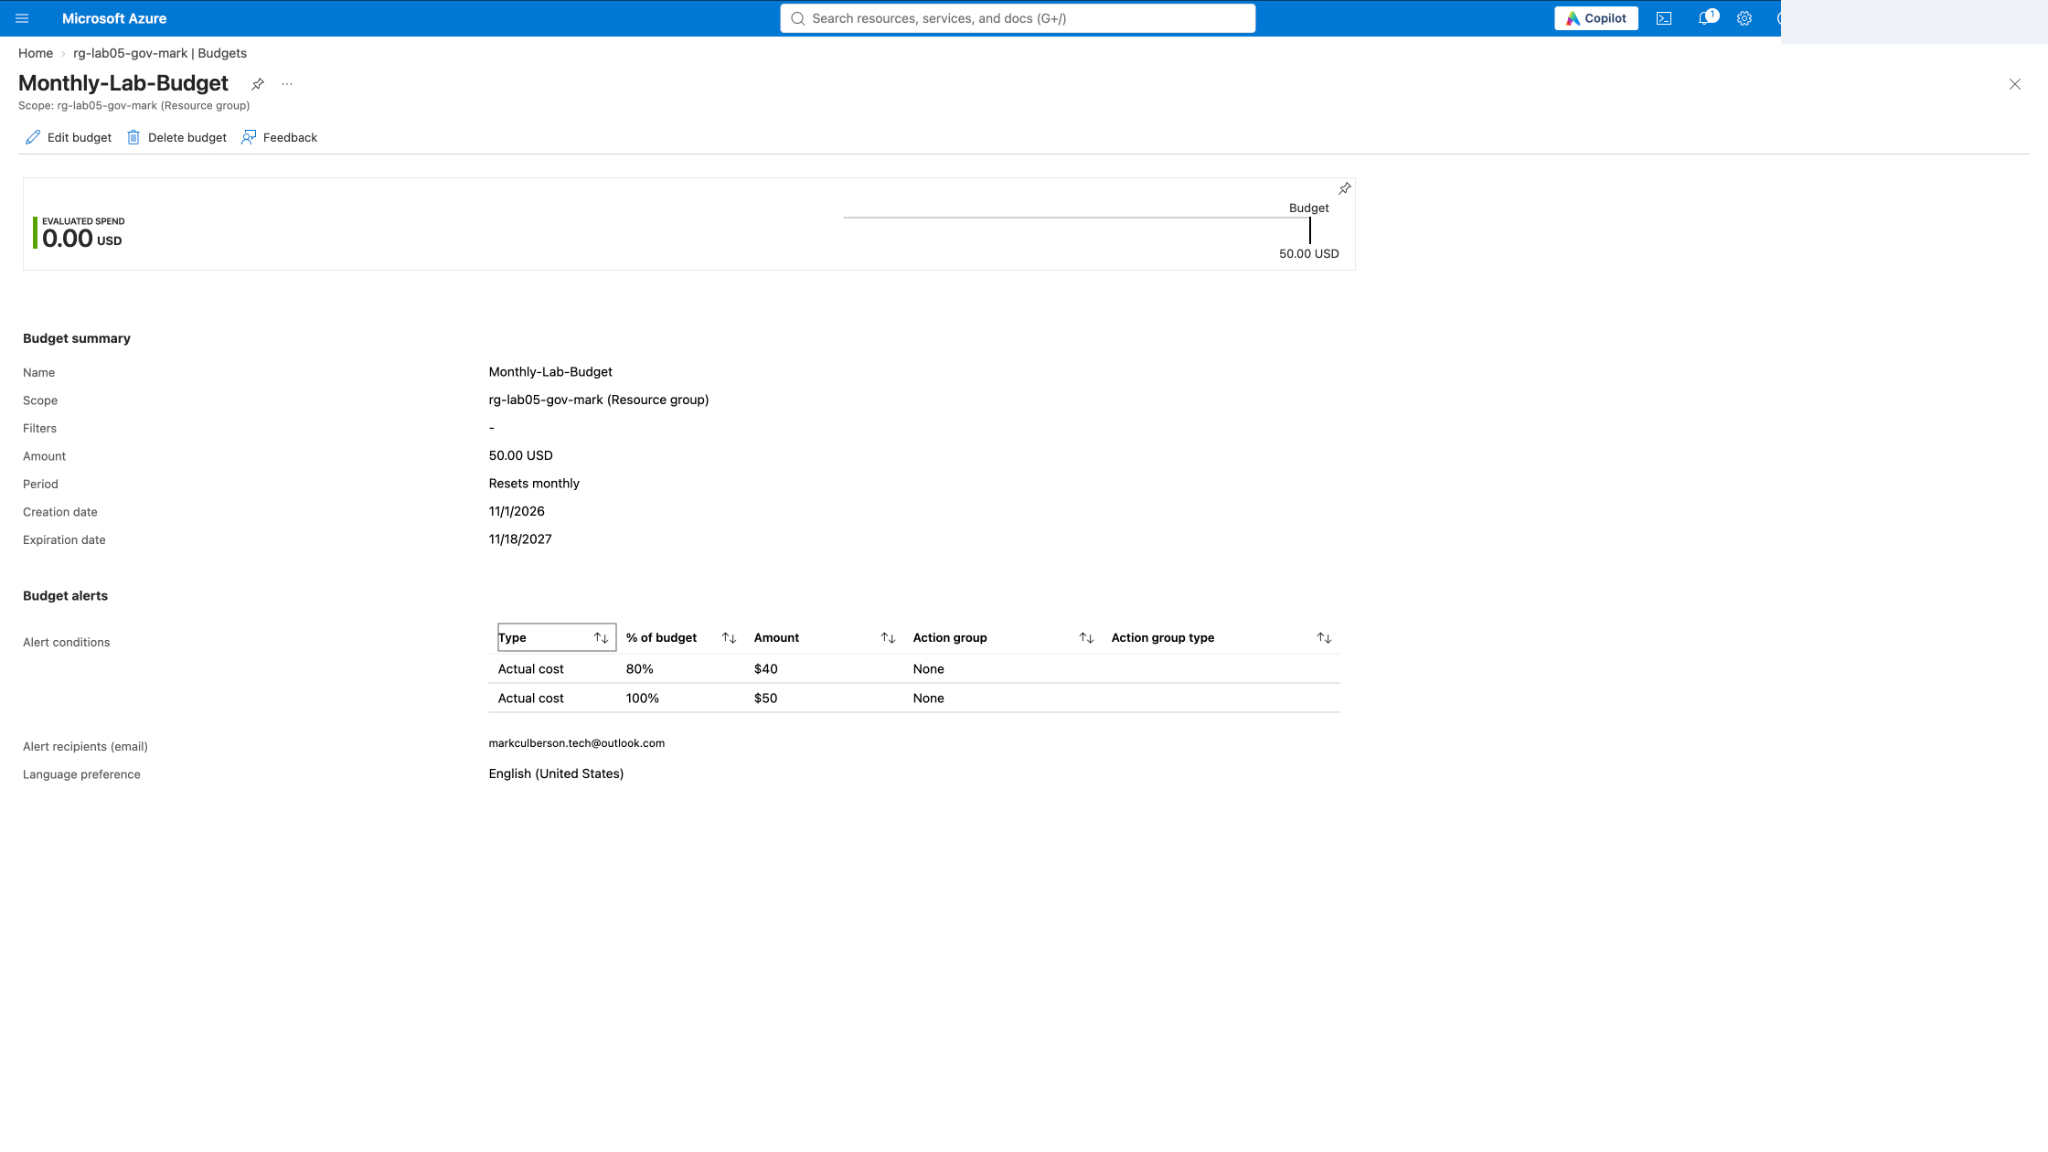 Microsoft Azure
Search resources, services, and docs (G+/)
Copilot
1
Home › rg-lab05-gov-mark | Budgets
Monthly-Lab-Budget
Scope: rg-lab05-gov-mark (Resource group)
Edit budget Delete budget Feedback
EVALUATED SPEND
0.00 USD
Budget
50.00 USD
Budget summary
Name Monthly-Lab-Budget
Scope rg-lab05-gov-mark (Resource group)
Filters -
Amount 50.00 USD
Period Resets monthly
Creation date 11/1/2026
Expiration date 11/18/2027
Budget alerts
Alert conditions
Type % of budget Amount Action group Action group type
Actual cost 80% $40 None
Actual cost 100% $50 None
Alert recipients (email) markculberson.tech@outlook.com
Language preference English (United States)